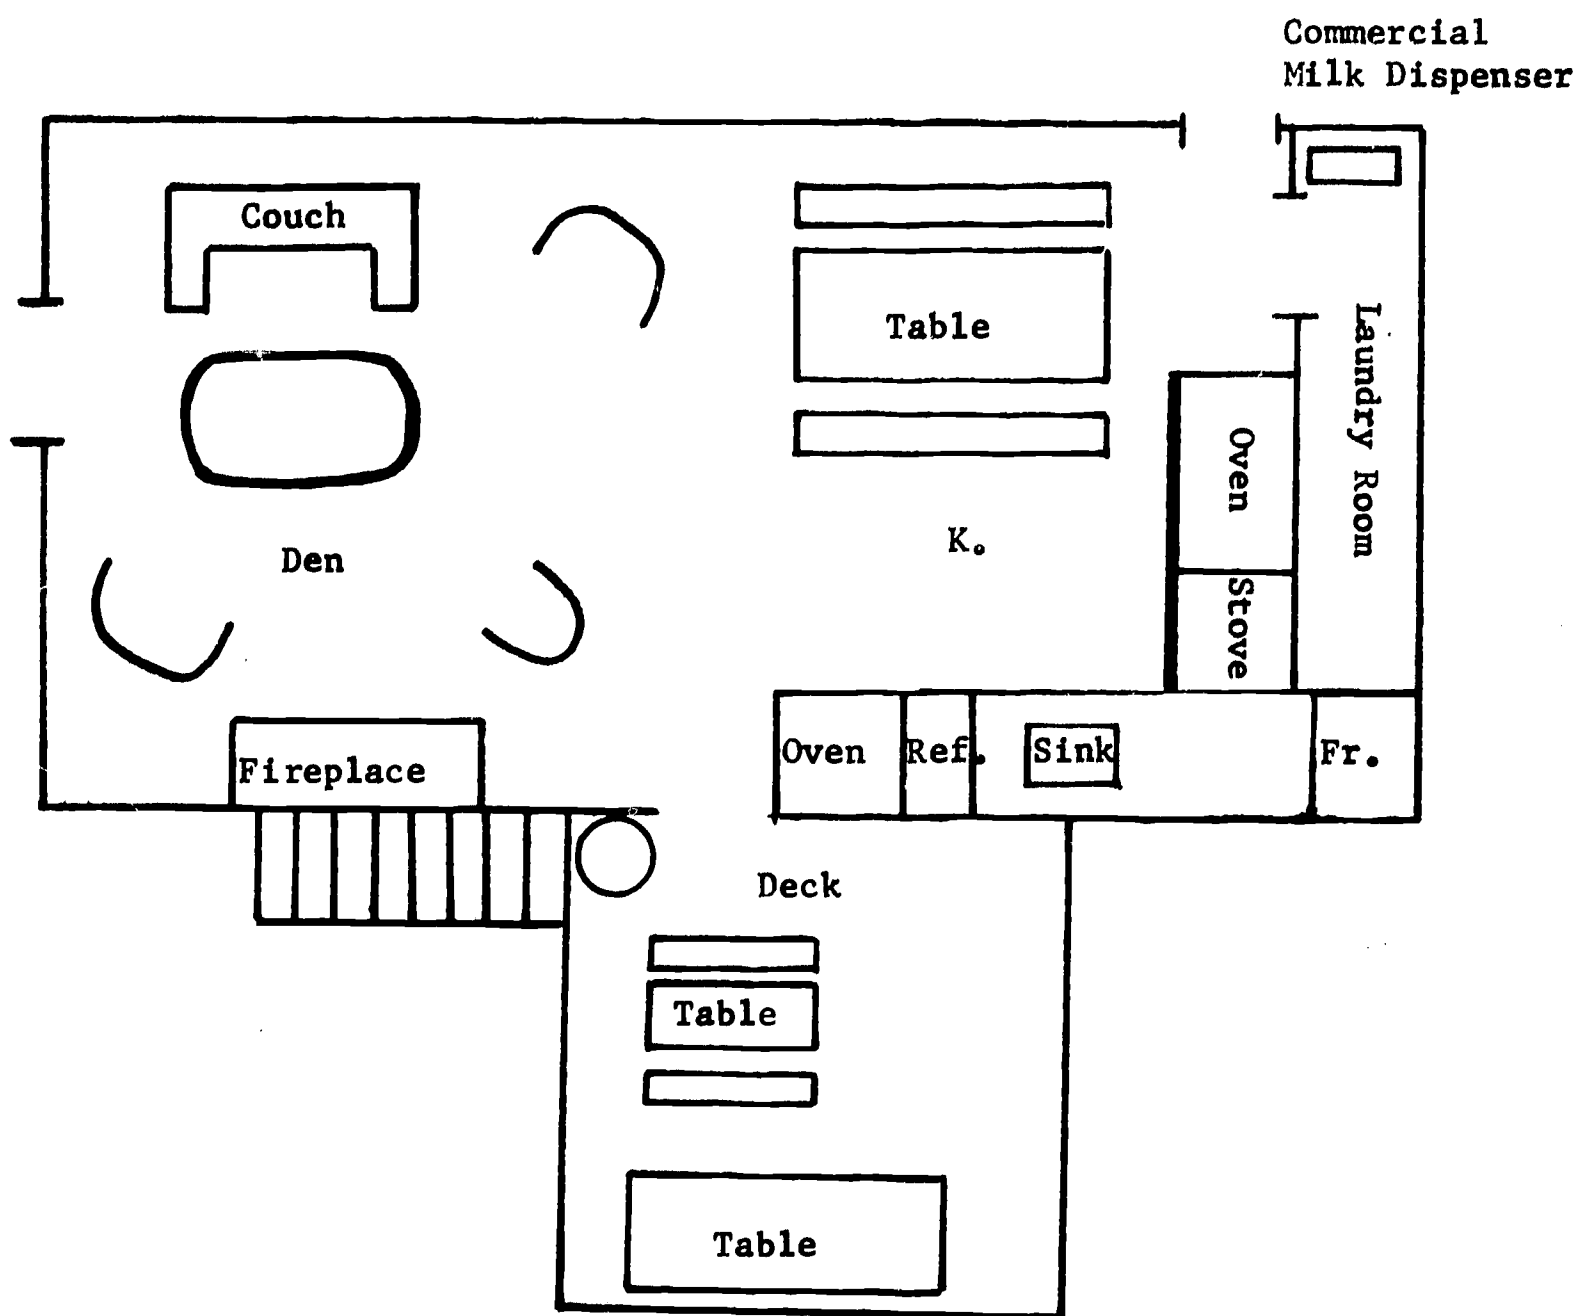 Commercial
Milk Dispenser
Couch
Table
Laundry Room
Oven
K.
Den
Stove
Oven
Ref.
Sink
Fr.
Fireplace
Deck
Table
Table